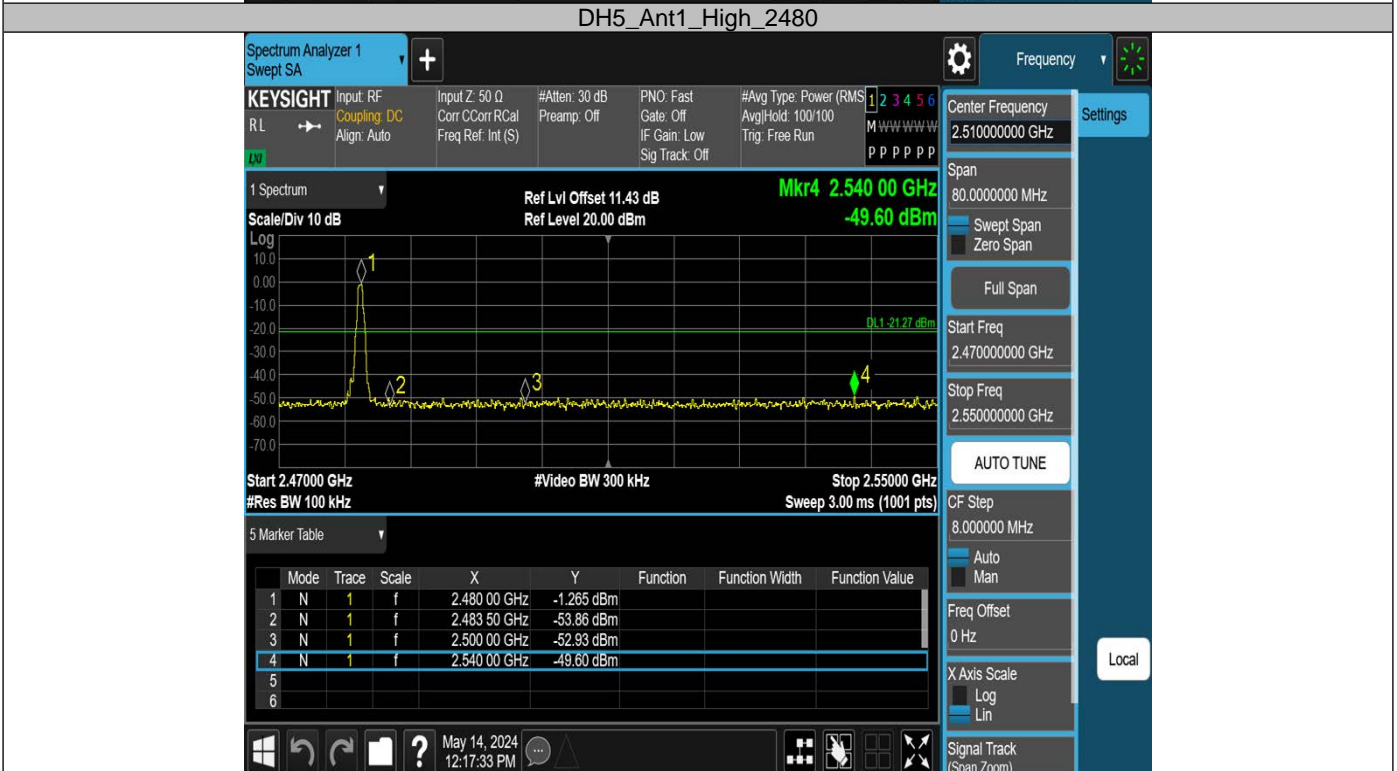 DH5_Ant1_High_2480
Spectrum Analyzer 1
Swept SA
+
Frequency
KEYSIGHT
RL
LXI
Input: RF
Coupling: DC
Align: Auto
Input Z: 50 Ω
Corr CCorr RCal
Freq Ref: Int (S)
#Atten: 30 dB
Preamp: Off
PNO: Fast
Gate: Off
IF Gain: Low
Sig Track: Off
#Avg Type: Power (RMS
Avg|Hold: 100/100
Trig: Free Run
1 2 3 4 5 6
M W W W W W
P P P P P P
Center Frequency
2.510000000 GHz
Settings
Span
80.0000000 MHz
Swept Span
Zero Span
Full Span
Start Freq
2.470000000 GHz
Stop Freq
2.550000000 GHz
AUTO TUNE
CF Step
8.000000 MHz
Auto
Man
Freq Offset
0 Hz
X Axis Scale
Log
Lin
Signal Track
(Span Zoom)
Local
1 Spectrum
Scale/Div 10 dB
Ref Lvl Offset 11.43 dB
Ref Level 20.00 dBm
Mkr4 2.540 00 GHz
-49.60 dBm
Log
10.0
0.00
-10.0
-20.0
-30.0
-40.0
-50.0
-60.0
-70.0
1
2
3
4
DL1 -21.27 dBm
Start 2.47000 GHz
#Video BW 300 kHz
Stop 2.55000 GHz
#Res BW 100 kHz
Sweep 3.00 ms (1001 pts)
5 Marker Table
Mode Trace Scale X Y Function Function Width Function Value
1 N 1 f 2.480 00 GHz -1.265 dBm
2 N 1 f 2.483 50 GHz -53.86 dBm
3 N 1 f 2.500 00 GHz -52.93 dBm
4 N 1 f 2.540 00 GHz -49.60 dBm
5
6
?
May 14, 2024
12:17:33 PM